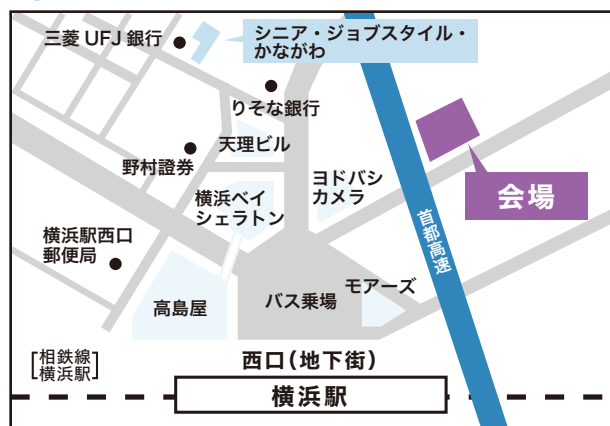 三菱UFJ銀行
シニア・ジョブスタイル・
かながわ
りそな銀行
天理ビル
野村證券
ヨドバシ
カメラ
会場
横浜ベイ
シェラトン
首都高速
横浜駅西口
郵便局
モアーズ
バス乗場
高島屋
相鉄線
横浜駅
西口(地下街)
横浜駅